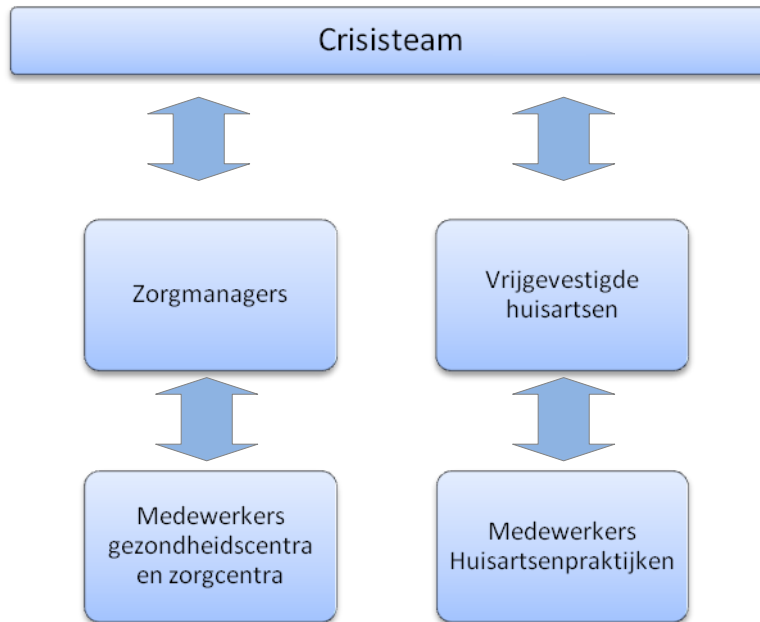 Crisisteam
Zorgmanagers
Vrijgevestigde
huisartsen
Medewerkers
gezondheidscentra
en zorgcentra
Medewerkers
Huisartsenpraktijken